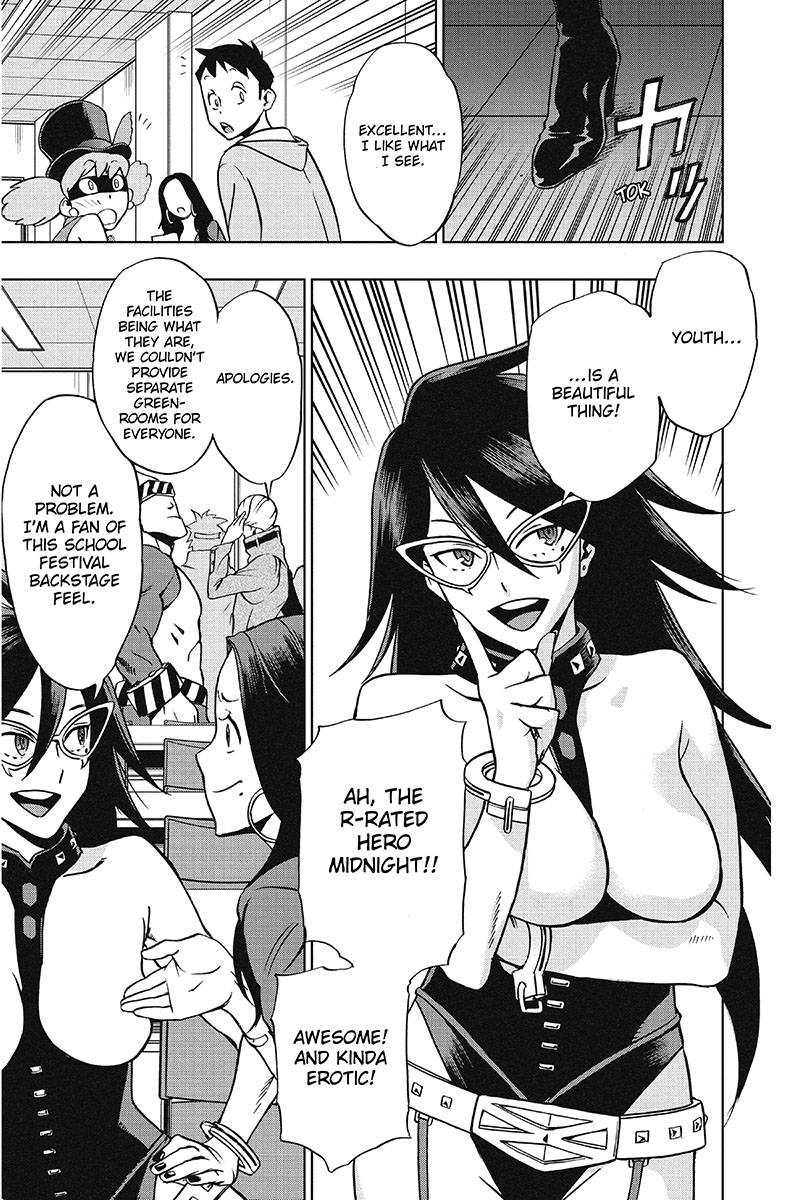 カッ
TOK
EXCELLENT...
I LIKE WHAT
I SEE.
YOUTH...
...IS A
BEAUTIFUL
THING!
AH, THE
R-RATED
HERO
MIDNIGHT!!
AWESOME!
AND KINDA
EROTIC!
APOLOGIES.
THE
FACILITIES
BEING WHAT
THEY ARE,
WE COULDN'T
PROVIDE
SEPARATE
GREEN-
ROOMS FOR
EVERYONE.
NOT A
PROBLEM.
I'M A FAN OF
THIS SCHOOL
FESTIVAL
BACKSTAGE
FEEL.